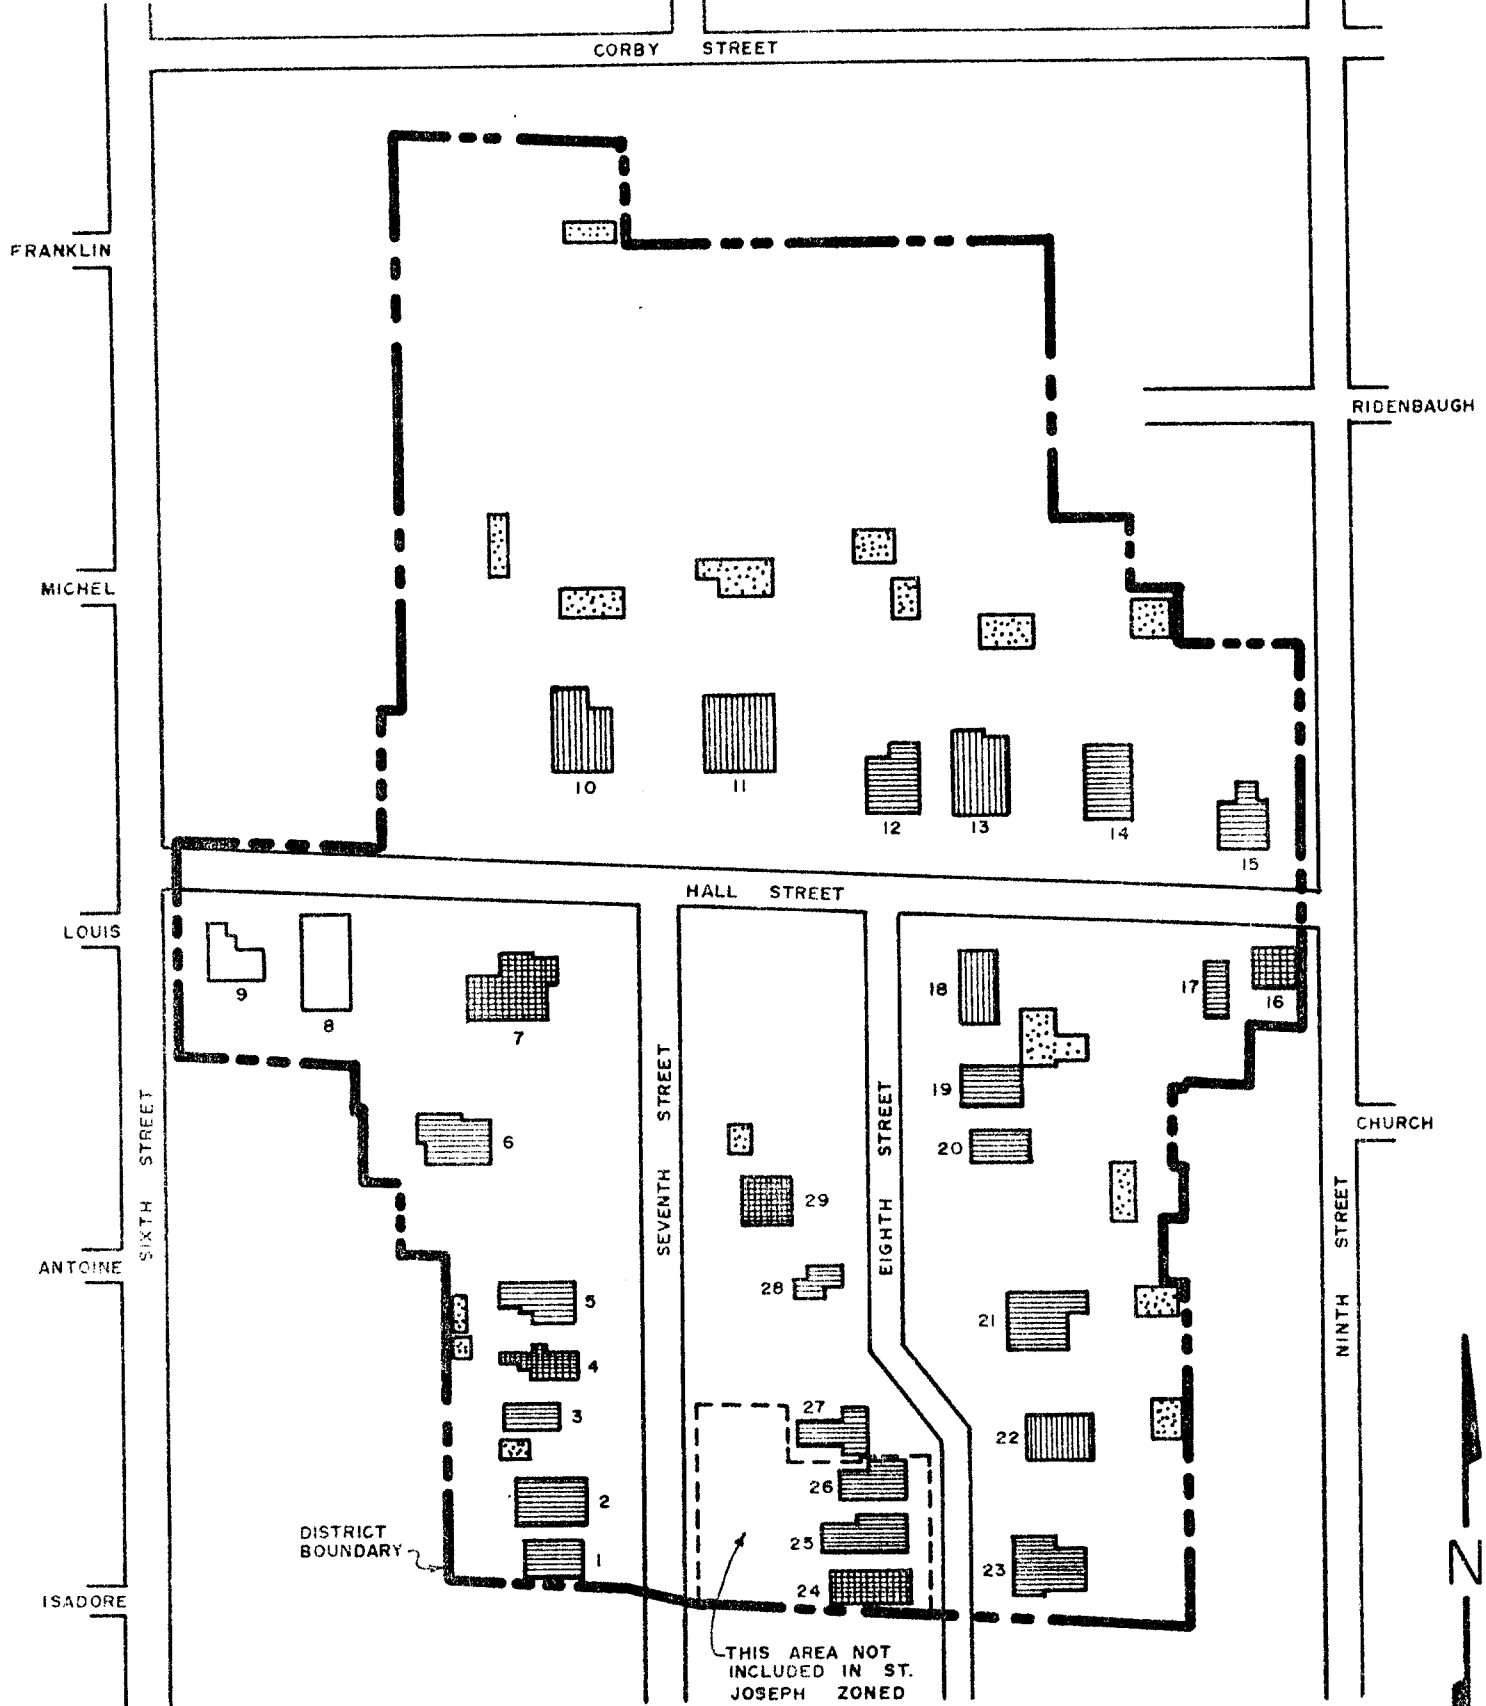 CORBY STREET
FRANKLIN
RIDENBAUGH
MICHEL
10
11
12
13
14
15
HALL STREET
LOUIS
9
8
7
18
17
16
SIXTH STREET
SEVENTH STREET
EIGHTH STREET
NINTH STREET
19
CHURCH
6
20
29
ANTOINE
28
5
21
4
27
3
22
26
2
DISTRICT
BOUNDARY
25
1
23
24
ISADORE
N
THIS AREA NOT
INCLUDED IN ST.
JOSEPH ZONED